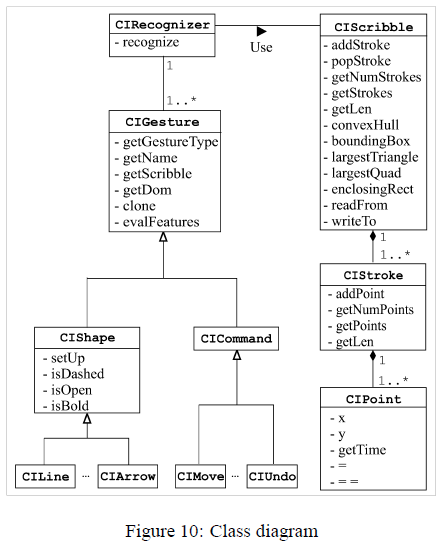 CIRecognizer
- recognize
Use
1
1..*
CIGesture
- getGestureType
- getName
- getScribble
- getDom
- clone
- evalFeatures
CIShape
- setUp
- isDashed
- isOpen
- isBold
CICommand
CILine
...
CIArrow
CIMove
...
CIUndo
CIScribble
- addStroke
- popStroke
- getNumStrokes
- getStrokes
- getLen
- convexHull
- boundingBox
- largestTriangle
- largestQuad
- enclosingRect
- readFrom
- writeTo
1
1..*
CIStroke
- addPoint
- getNumPoints
- getPoints
- getLen
1
1..*
CIPoint
- x
- y
- getTime
- =
- = =
Figure 10: Class diagram